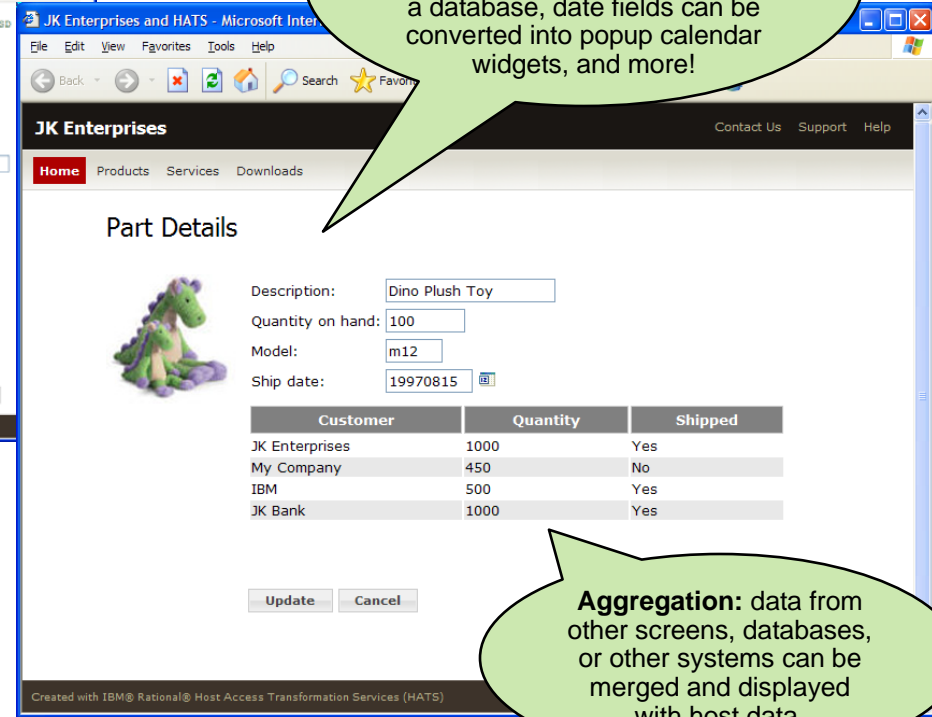 a database, date fields can be
converted into popup calendar
widgets, and more!
JK Enterprises and HATS - Microsoft
File Edit View Favorites Tools Help
Back Search
JK Enterprises
Contact Us Support Help
Home Products Services Downloads
Part Details
Description: Dino Plush Toy
Quantity on hand: 100
Model: m12
Ship date: 19970815
Customer Quantity Shipped
JK Enterprises 1000 Yes
My Company 450 No
IBM 500 Yes
JK Bank 1000 Yes
Update Cancel
Aggregation: data from
other screens, databases,
or other systems can be
merged and displayed
with host data
Created with IBM® Rational® Host Access Transformation Services (HATS)